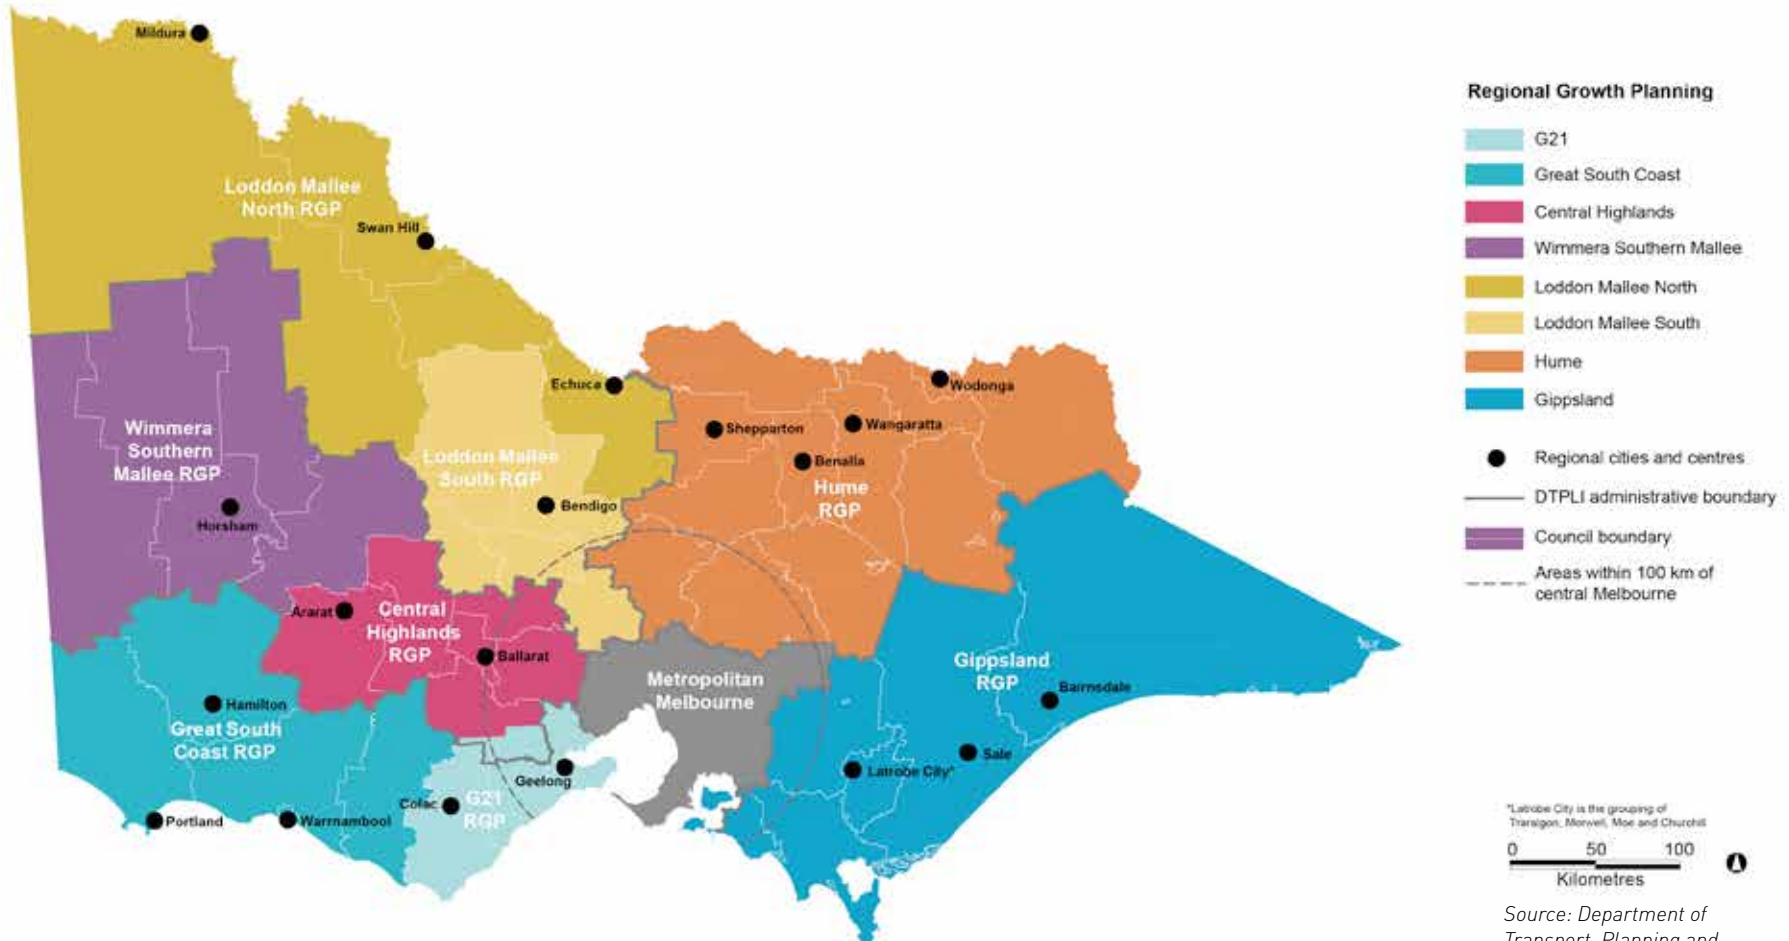 Mildura
Loddon Mallee
North RGP
Swan Hill
Echuca
Wodonga
Shepparton
Wangaratta
Benalla
Hume
RGP
Wimmera
Southern
Mallee RGP
Horsham
Loddon Mallee
South RGP
Bendigo
Ararat
Central
Highlands
RGP
Ballarat
Metropolitan
Melbourne
Gippsland
RGP
Bairnsdale
Hamilton
Great South
Coast RGP
Sale
Latrobe City*
Geelong
Colac
G21
RGP
Portland
Warrnambool
Regional Growth Planning
G21
Great South Coast
Central Highlands
Wimmera Southern Mallee
Loddon Mallee North
Loddon Mallee South
Hume
Gippsland
Regional cities and centres
DTPLI administrative boundary
Council boundary
Areas within 100 km of
central Melbourne
*Latrobe City is the grouping of
Traralgon, Morwell, Moe and Churchill
0 50 100
Kilometres
Source: Department of
Transport, Planning and